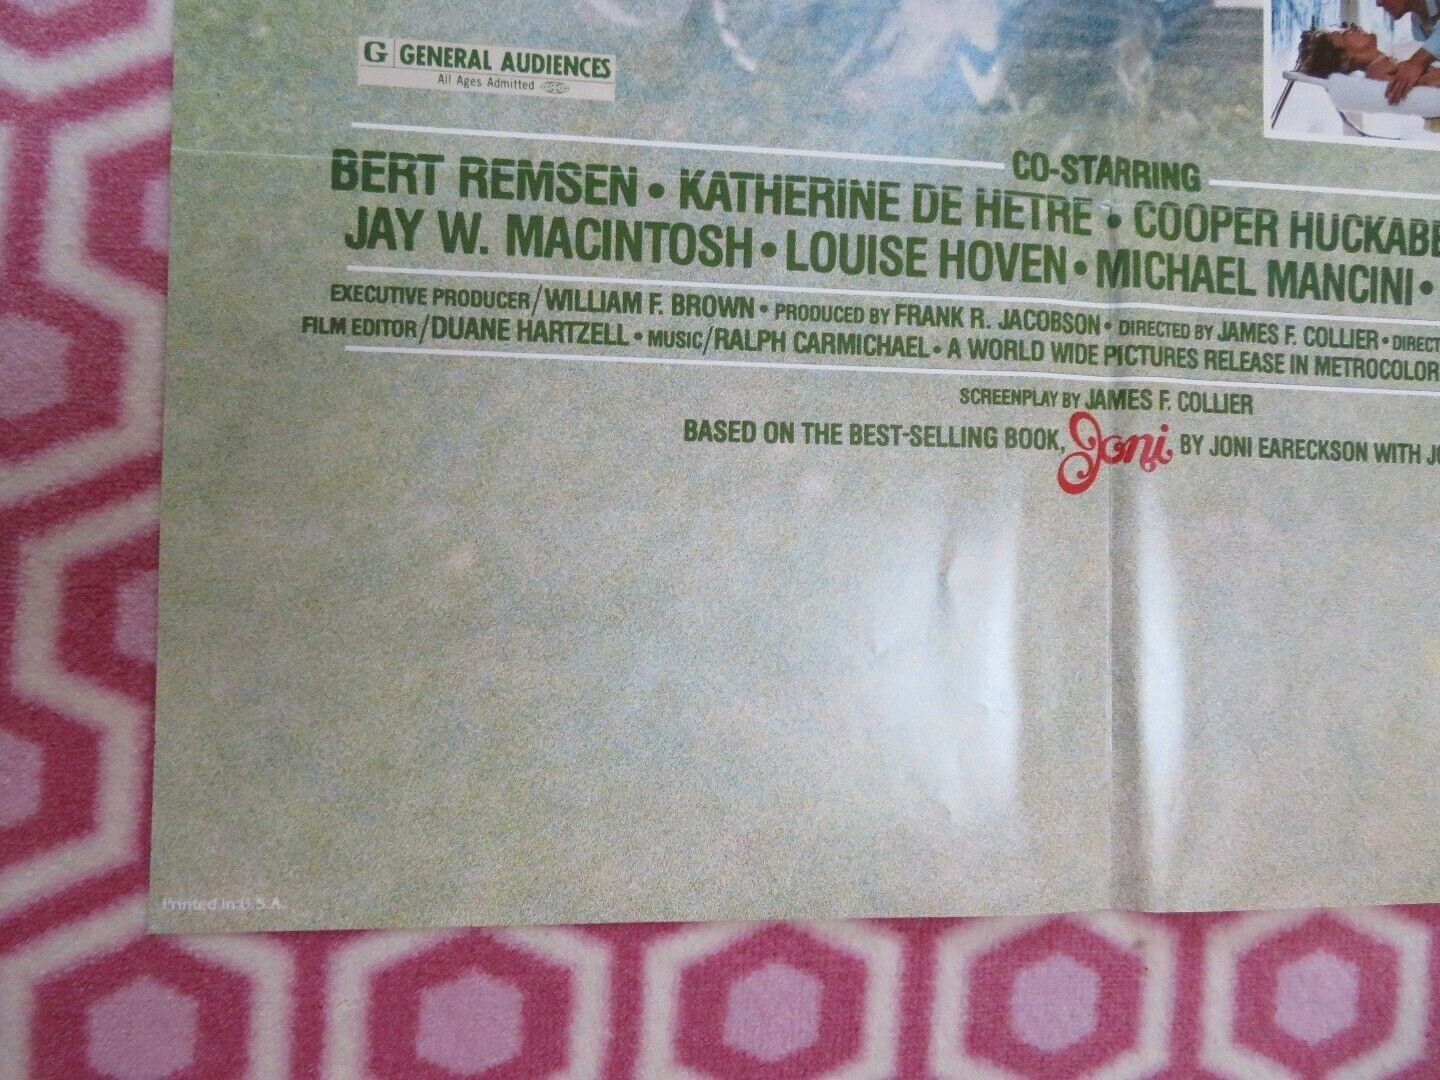 G GENERAL AUDIENCES
All Ages Admitted
CO-STARRING
BERT REMSEN • KATHERINE DE HETRE • COOPER HUCKABE
JAY W. MACINTOSH • LOUISE HOVEN • MICHAEL MANCINI •
EXECUTIVE PRODUCER/WILLIAM F. BROWN • PRODUCED BY FRANK R. JACOBSON • DIRECTED BY JAMES F. COLLIER • DIRECT
FILM EDITOR/DUANE HARTZELL • MUSIC/RALPH CARMICHAEL • A WORLD WIDE PICTURES RELEASE IN METROCOLOR
SCREENPLAY BY JAMES F. COLLIER
BASED ON THE BEST-SELLING BOOK, Joni, BY JONI EARECKSON WITH JO
Printed in U.S.A.